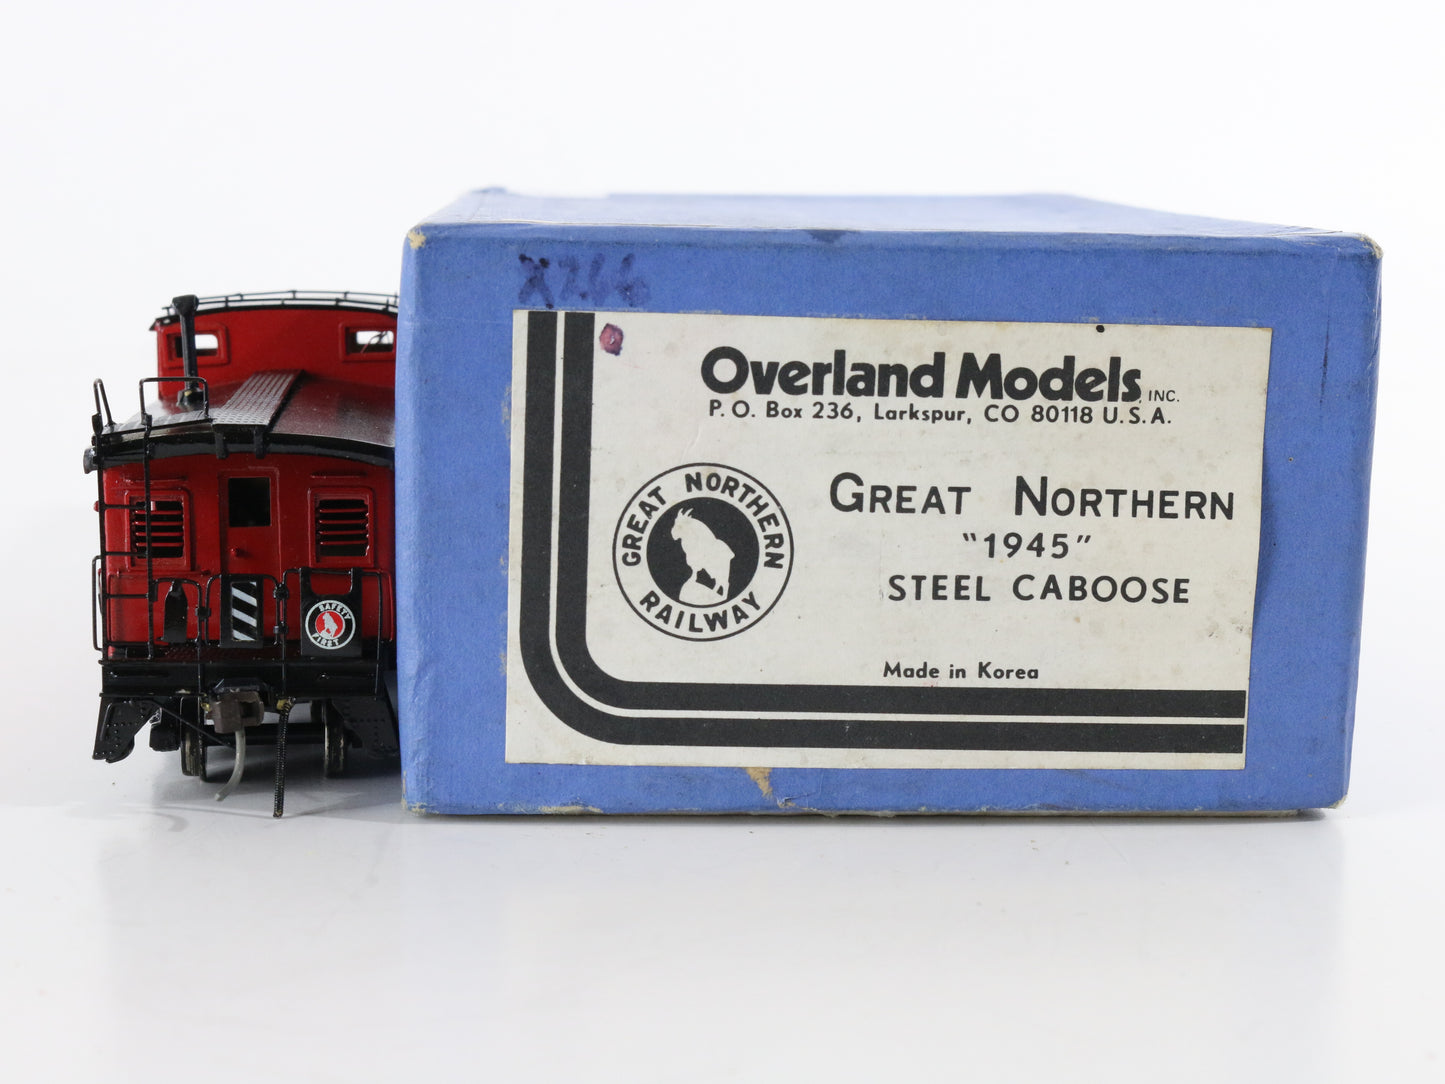 X266
Overland Models, INC.
P.O. Box 236, Larkspur, CO 80118 U.S.A.
GREAT NORTHERN
RAILWAY
GREAT NORTHERN
"1945"
STEEL CABOOSE
Made in Korea
SAFETY
FIRST